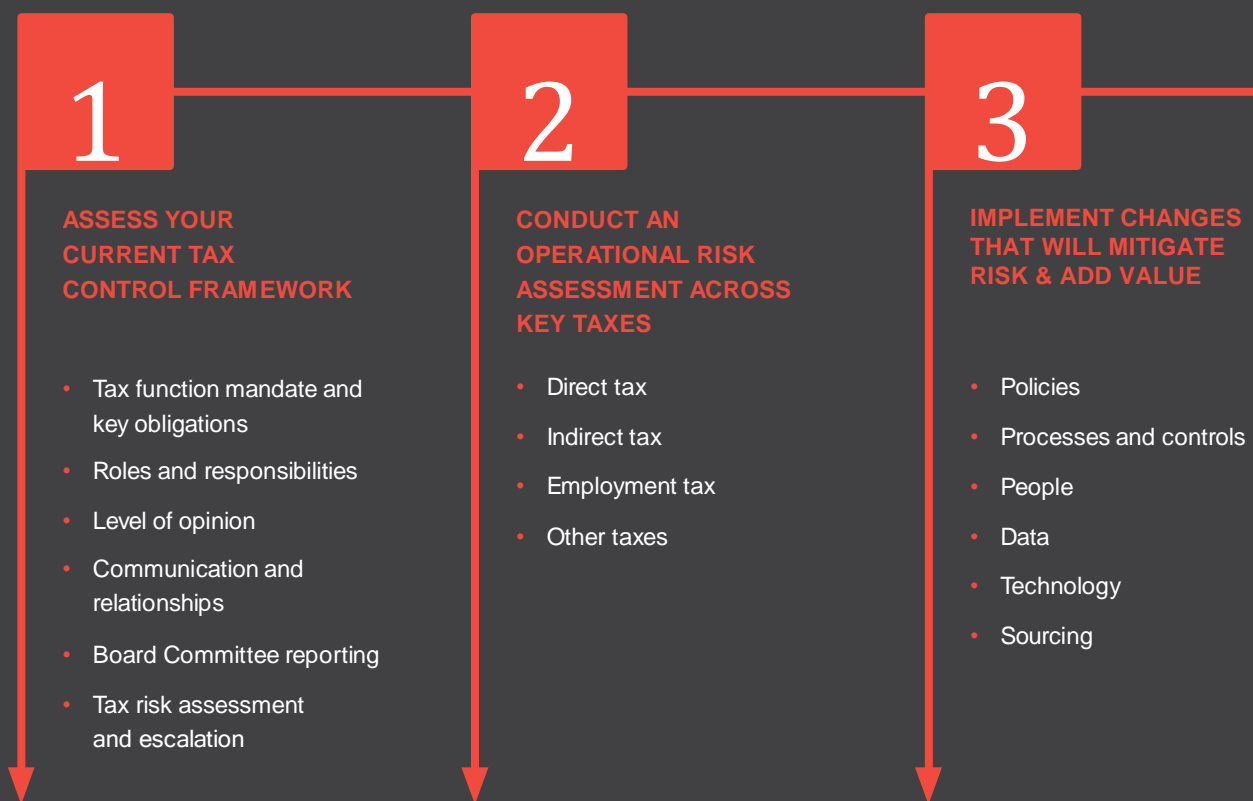 1
ASSESS YOUR
CURRENT TAX
CONTROL FRAMEWORK
• Tax function mandate and
key obligations
• Roles and responsibilities
• Level of opinion
• Communication and
relationships
• Board Committee reporting
• Tax risk assessment
and escalation
2
CONDUCT AN
OPERATIONAL RISK
ASSESSMENT ACROSS
KEY TAXES
• Direct tax
• Indirect tax
• Employment tax
• Other taxes
3
IMPLEMENT CHANGES
THAT WILL MITIGATE
RISK & ADD VALUE
• Policies
• Processes and controls
• People
• Data
• Technology
• Sourcing